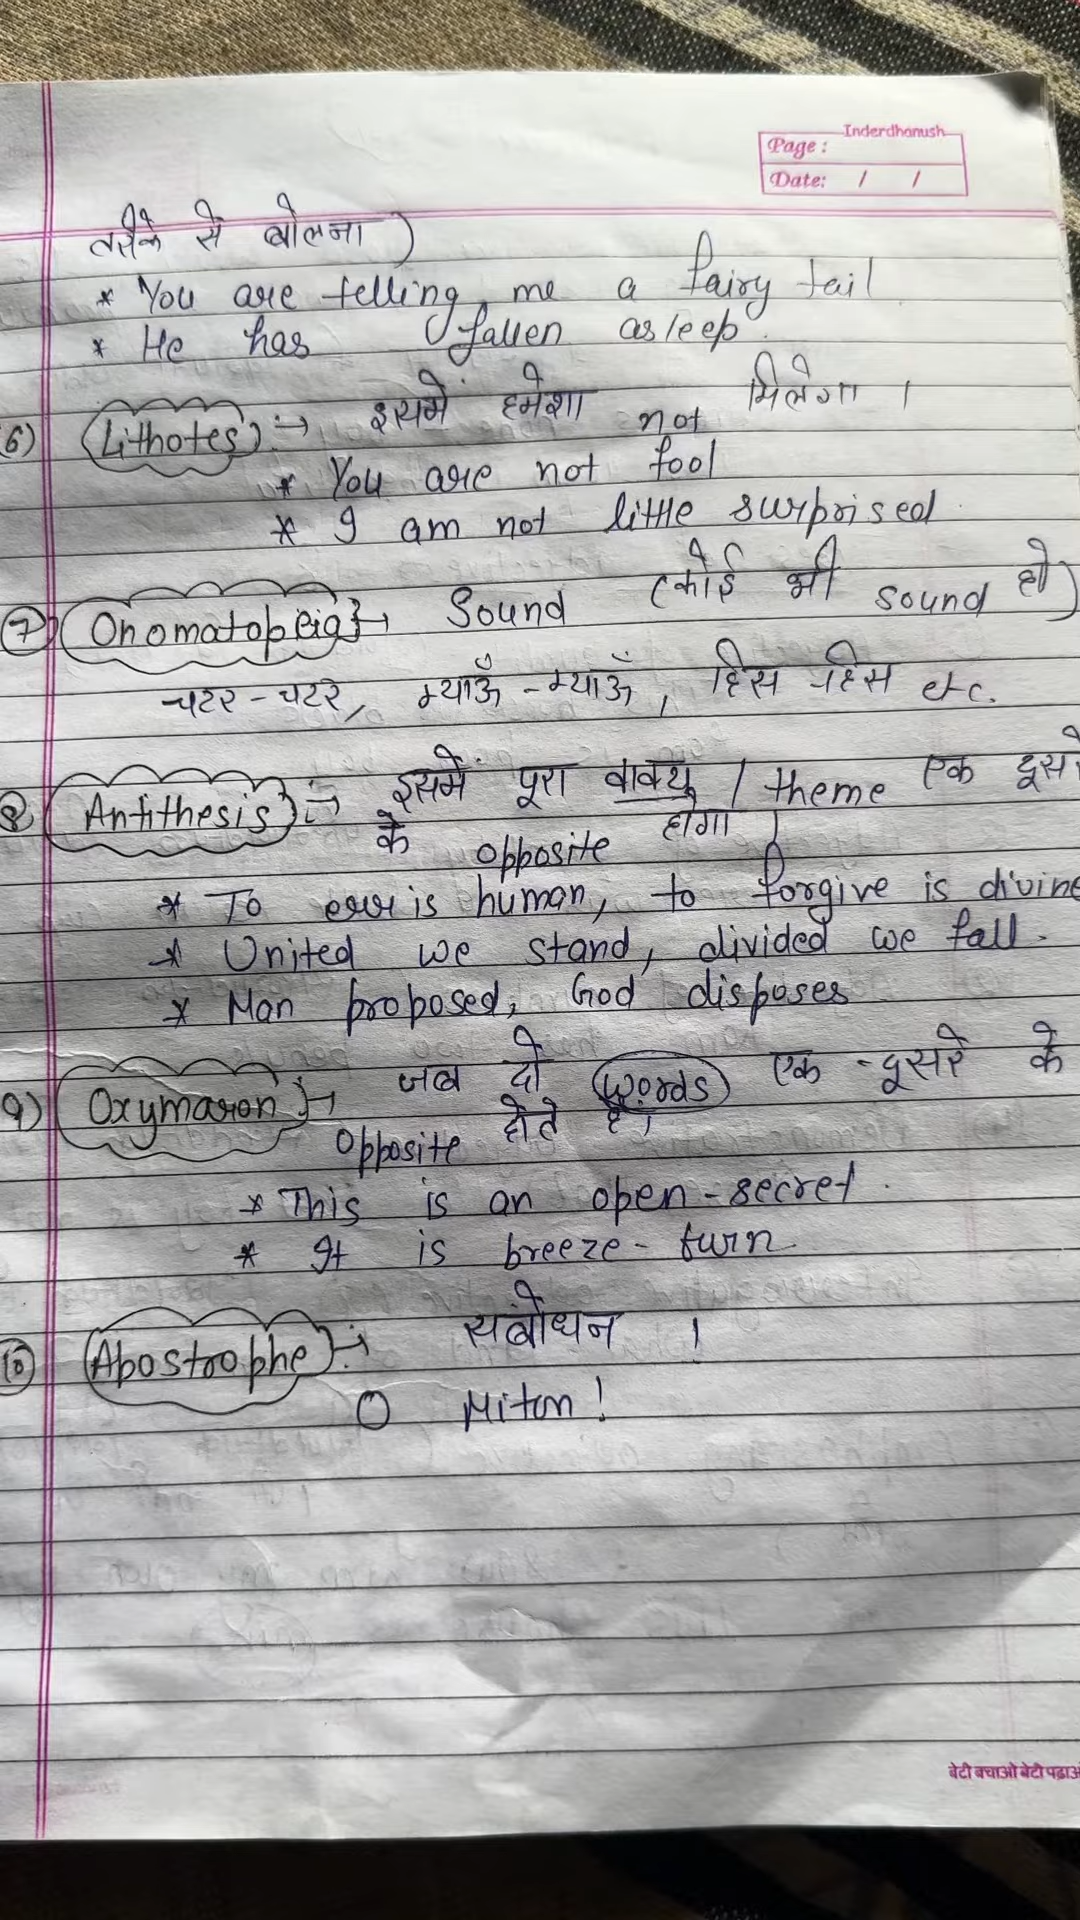 Inderdhanush
Page :
Date: / /
तरीके से बोलना )
* You are telling me a fairy tail
* He has fallen asleep.
6) Lithotes :→ इसमें हमेशा not मिलेगा ।
* You are not fool
* I am not little surprised
7) Onomatopeia → Sound (कोई भी sound हो)
चटर-चटर, म्याऊँ-म्याऊँ, हिस-हिस etc.
8 Antithesis :→ इसमें पूरा वाक्य / theme एक दूसरे
के opposite होगा ।
* To err is human, to forgive is divine
* United we stand, divided we fall.
* Man proposed, God disposes
9) Oxymaron :→ जब दो words एक-दूसरे के
opposite होते है।
* This is an open-secret.
* It is breeze-turn
10 Apostrophe :→ संबोधन ।
O Miton!
बेटी बचाओ बेटी पढाओ